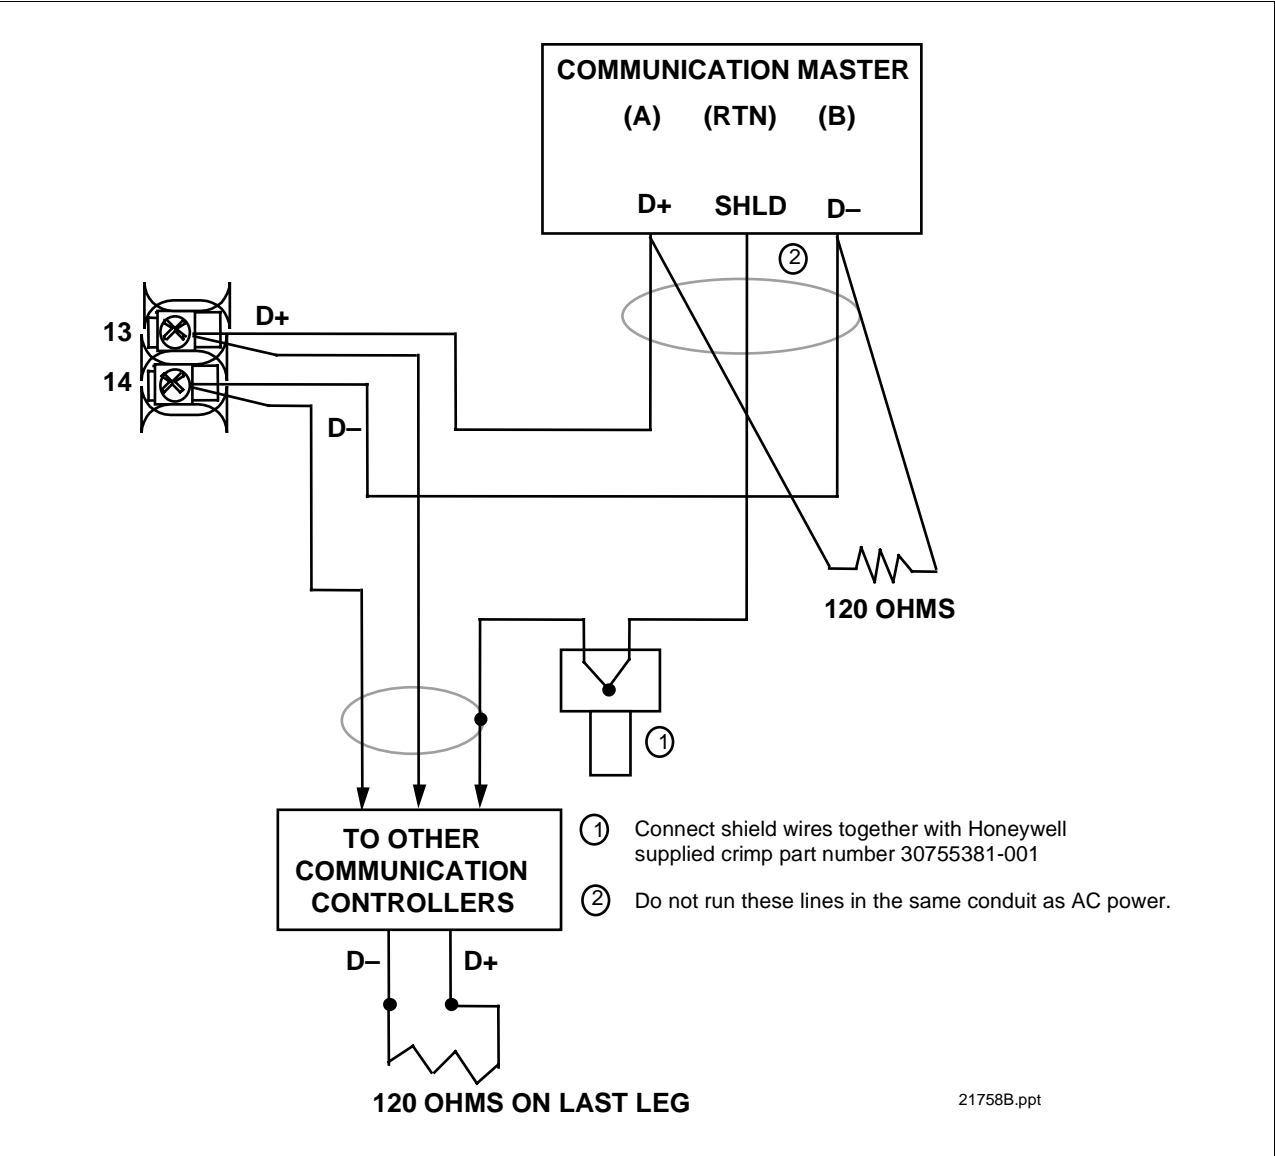 COMMUNICATION MASTER
(A) (RTN) (B)
D+ SHLD D–
2
13 D+
14
D–
120 OHMS
1
TO OTHER
COMMUNICATION
CONTROLLERS
1 Connect shield wires together with Honeywell
supplied crimp part number 30755381-001
2 Do not run these lines in the same conduit as AC power.
D– D+
120 OHMS ON LAST LEG
21758B.ppt